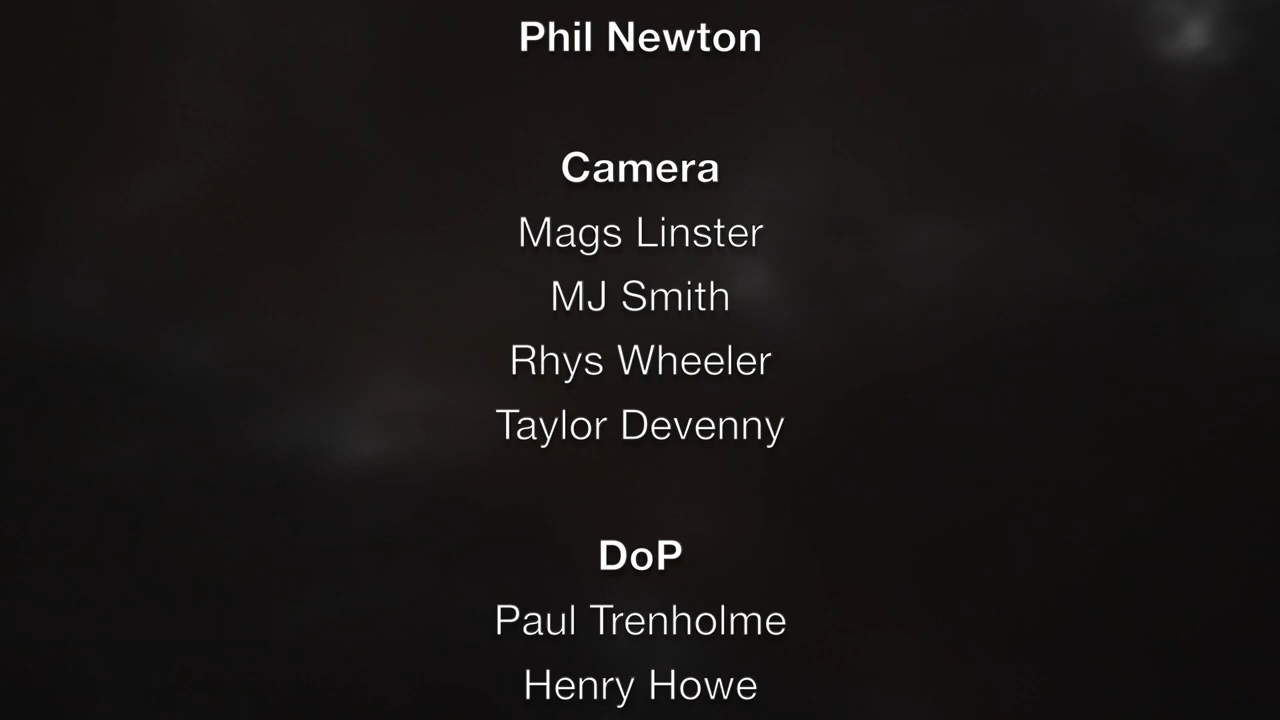 Phil Newton
Camera
Mags Linster
MJ Smith
Rhys Wheeler
Taylor Devenny
DoP
Paul Trenholme
Henry Howe